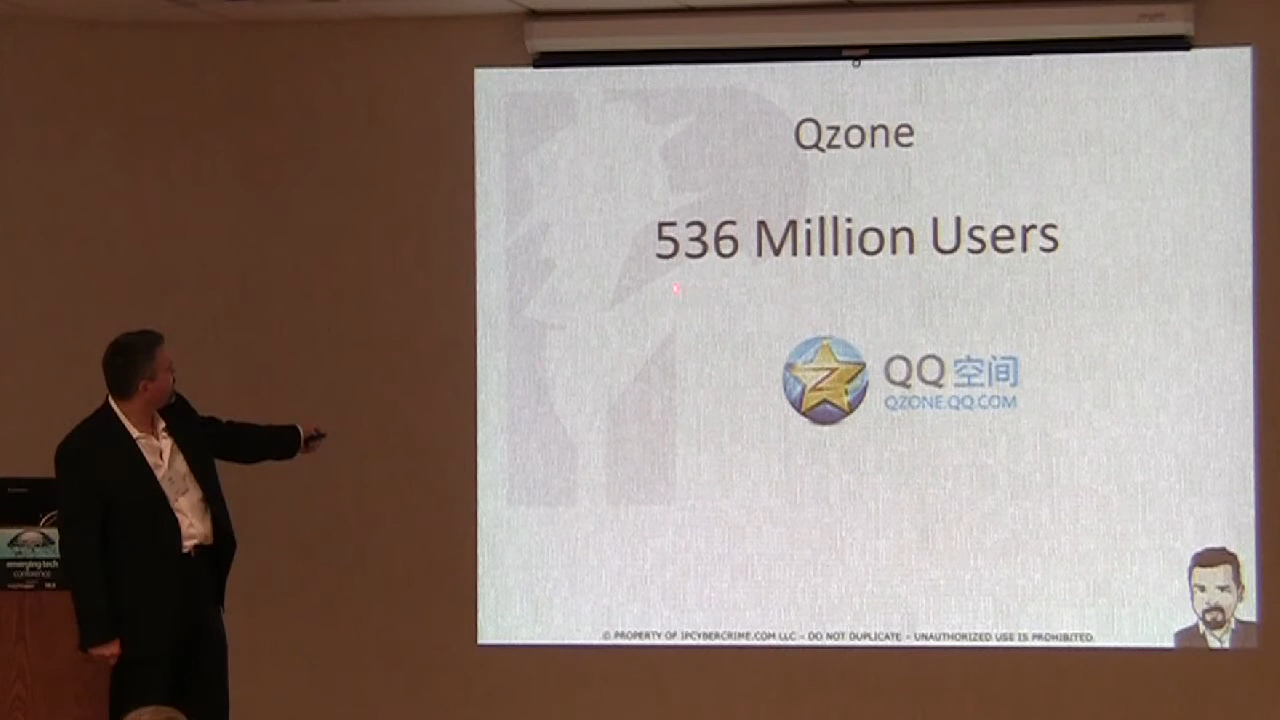 Qzone
536 Million Users
QQ空间
QZONE.QQ.COM
© PROPERTY OF IPCYBERCRIME.COM LLC - DO NOT DUPLICATE - UNAUTHORIZED USE IS PROHIBITED
emerging tech
conference